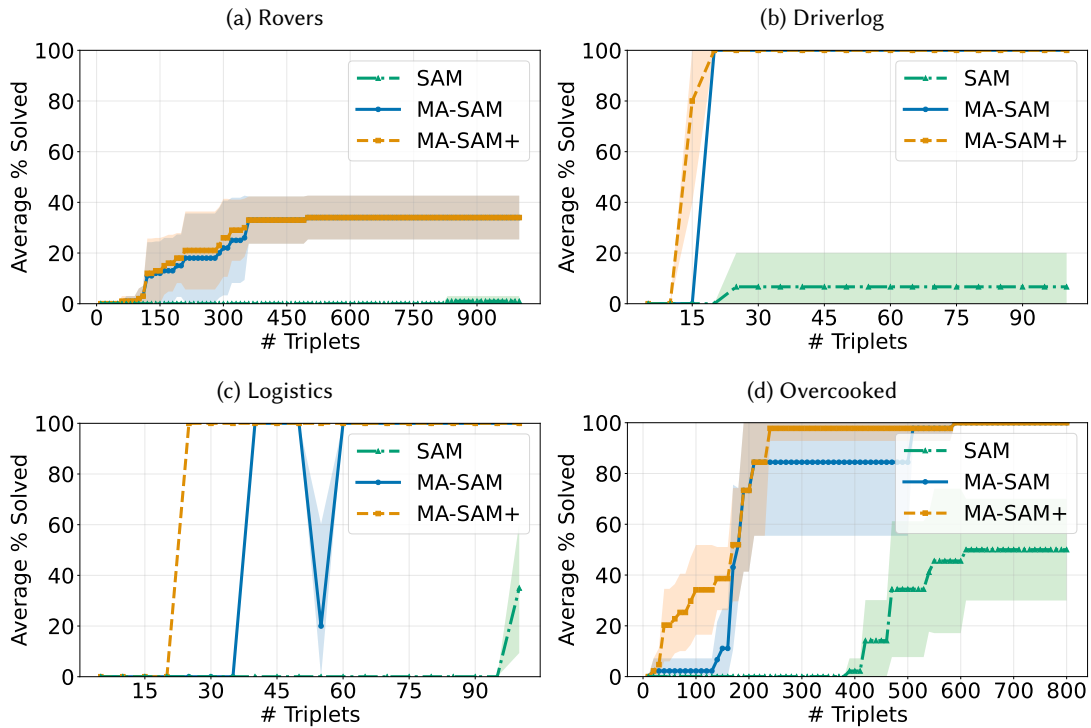 (a) Rovers
Average % Solved
100
80
60
40
20
0
SAM
MA-SAM
MA-SAM+
0 150 300 450 600 750 900
# Triplets
(b) Driverlog
Average % Solved
100
80
60
40
20
0
SAM
MA-SAM
MA-SAM+
15 30 45 60 75 90
# Triplets
(c) Logistics
Average % Solved
100
80
60
40
20
0
SAM
MA-SAM
MA-SAM+
15 30 45 60 75 90
# Triplets
(d) Overcooked
Average % Solved
100
80
60
40
20
0
SAM
MA-SAM
MA-SAM+
0 100 200 300 400 500 600 700 800
# Triplets